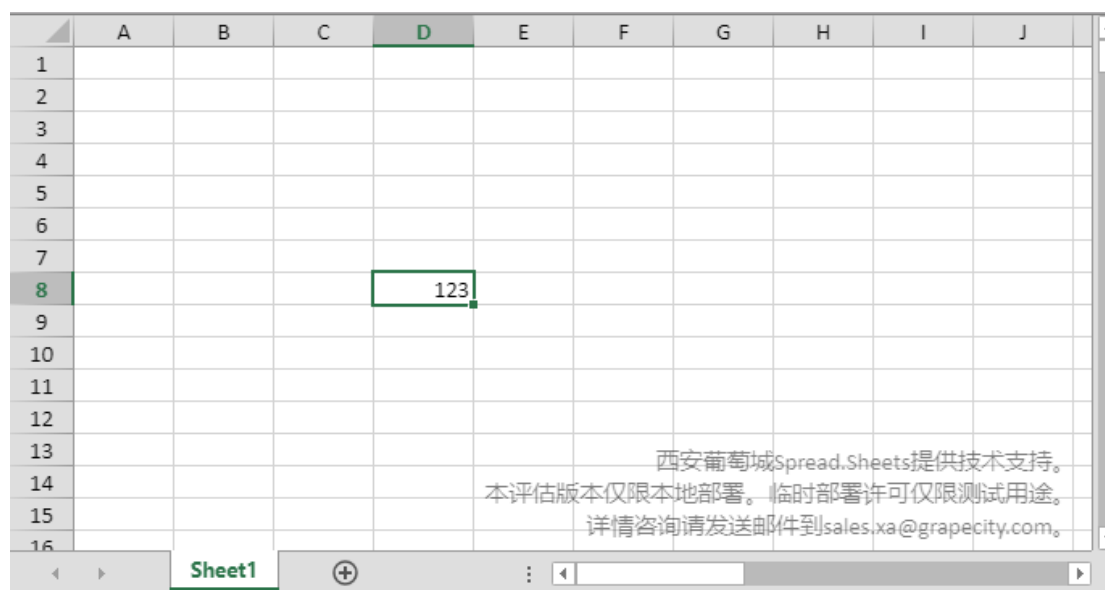 A B C D E F G H I J
1
2
3
4
5
6
7
8 123
9
10
11
12
13 西安葡萄城Spread.Sheets提供技术支持。
14 本评估版本仅限本地部署。临时部署许可仅限测试用途。
15 详情咨询请发送邮件到sales.xa@grapecity.com。
16
Sheet1